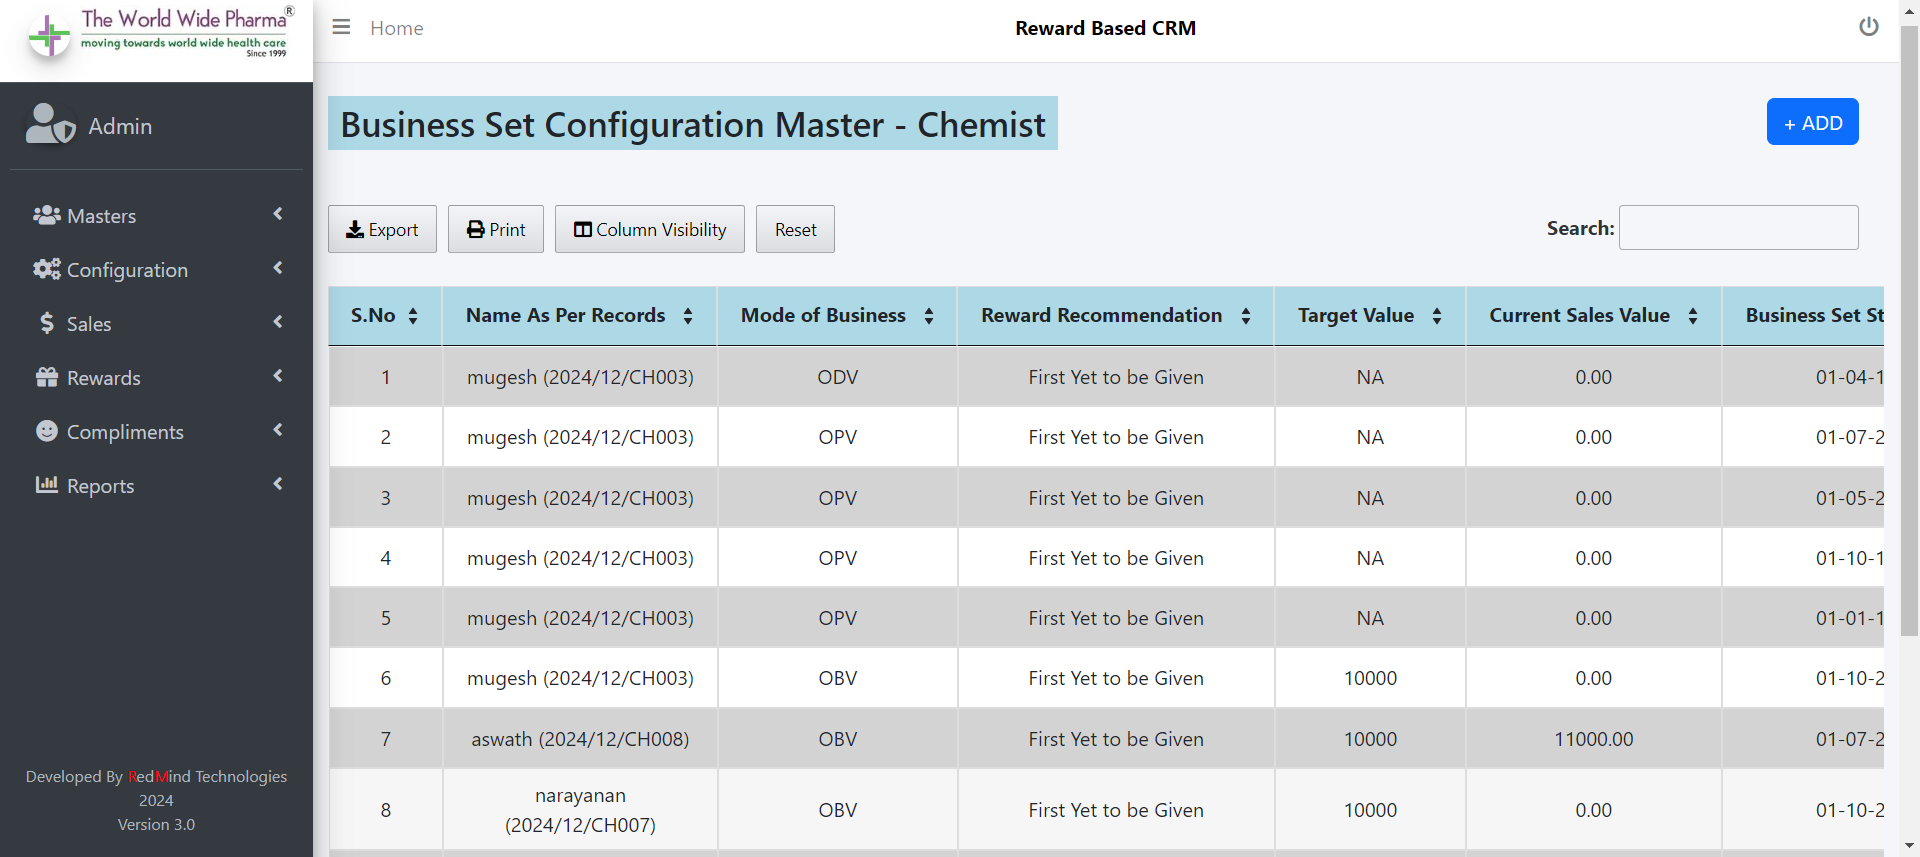 The World Wide Pharma®
moving towards world wide health care
Since 1999
Home
Reward Based CRM
Admin
Masters
Configuration
Sales
Rewards
Compliments
Reports
Developed By RedMind Technologies
2024
Version 3.0
Business Set Configuration Master - Chemist
+ ADD
Export Print Column Visibility Reset
Search:
S.No Name As Per Records Mode of Business Reward Recommendation Target Value Current Sales Value Business Set St
1 mugesh (2024/12/CH003) ODV First Yet to be Given NA 0.00 01-04-1
2 mugesh (2024/12/CH003) OPV First Yet to be Given NA 0.00 01-07-2
3 mugesh (2024/12/CH003) OPV First Yet to be Given NA 0.00 01-05-2
4 mugesh (2024/12/CH003) OPV First Yet to be Given NA 0.00 01-10-1
5 mugesh (2024/12/CH003) OPV First Yet to be Given NA 0.00 01-01-1
6 mugesh (2024/12/CH003) OBV First Yet to be Given 10000 0.00 01-10-2
7 aswath (2024/12/CH008) OBV First Yet to be Given 10000 11000.00 01-07-2
8 narayanan (2024/12/CH007) OBV First Yet to be Given 10000 0.00 01-10-2